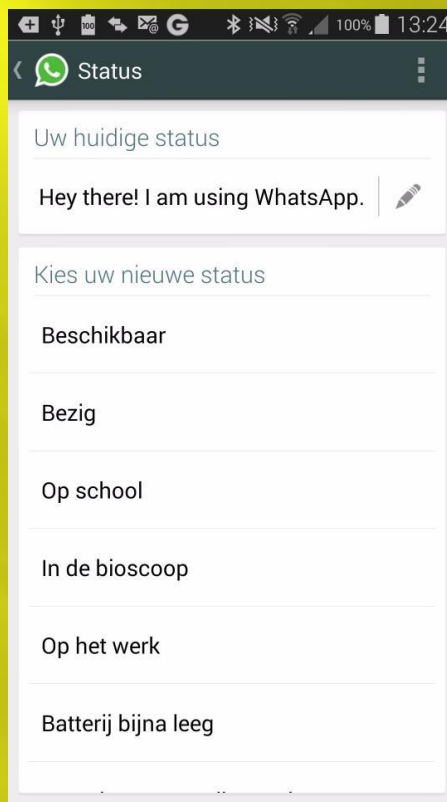 100 100% 13:24
Status
Uw huidige status
Hey there! I am using WhatsApp.
Kies uw nieuwe status
Beschikbaar
Bezig
Op school
In de bioscoop
Op het werk
Batterij bijna leeg